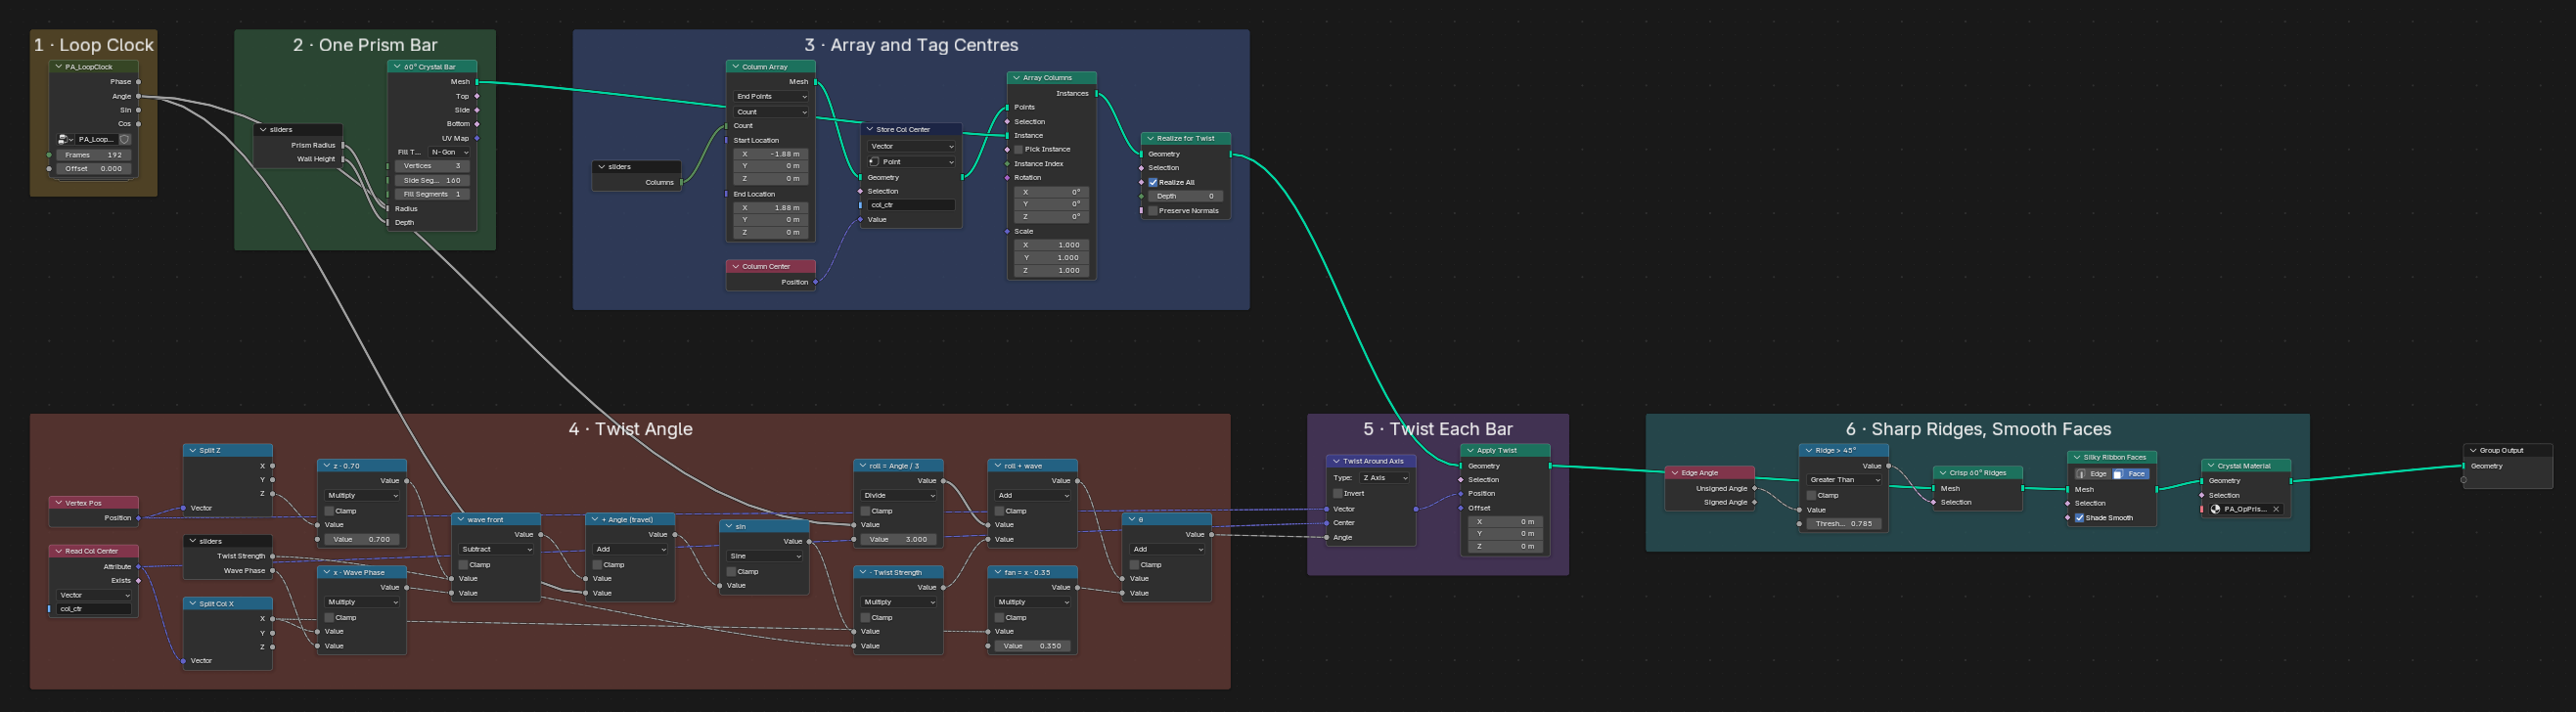 1 · Loop Clock
PA_LoopClock
Phase
Angle
Sin
Cos
PA_Loop...
Frames 192
Offset 0.000
2 · One Prism Bar
sliders
Prism Radius
Wall Height
60° Crystal Bar
Mesh
Top
Side
Bottom
UV Map
Fill T... N-Gon
Vertices 3
Side Seg... 160
Fill Segments 1
Radius
Depth
3 · Array and Tag Centres
sliders
Columns
Column Array
Mesh
End Points
Count
Count
Start Location
X -1.88 m
Y 0 m
Z 0 m
End Location
X 1.88 m
Y 0 m
Z 0 m
Column Center
Position
Store Col Center
Vector
Point
Geometry
Selection
col_ctr
Value
Array Columns
Instances
Points
Selection
Instance
Pick Instance
Instance Index
Rotation
X 0°
Y 0°
Z 0°
Scale
X 1.000
Y 1.000
Z 1.000
Realize for Twist
Geometry
Selection
Realize All
Depth 0
Preserve Normals
4 · Twist Angle
Vertex Pos
Position
Read Col Center
Attribute
Exists
Vector
col_ctr
Split Z
X
Y
Z
Vector
sliders
Twist Strength
Wave Phase
Split Col X
X
Y
Z
Vector
z · 0.70
Value
Multiply
Clamp
Value
Value 0.700
x · Wave Phase
Value
Multiply
Clamp
Value
Value
wave front
Value
Subtract
Clamp
Value
Value
+ Angle (travel)
Value
Add
Clamp
Value
Value
sin
Value
Sine
Clamp
Value
roll = Angle / 3
Value
Divide
Clamp
Value
Value 3.000
· Twist Strength
Value
Multiply
Clamp
Value
Value
roll + wave
Value
Add
Clamp
Value
Value
fan = x · 0.35
Value
Multiply
Clamp
Value
Value 0.350
θ
Value
Add
Clamp
Value
Value
5 · Twist Each Bar
Twist Around Axis
Type: Z Axis
Invert
Vector
Center
Angle
Apply Twist
Geometry
Selection
Position
Offset
X 0 m
Y 0 m
Z 0 m
6 · Sharp Ridges, Smooth Faces
Edge Angle
Unsigned Angle
Signed Angle
Ridge > 45°
Value
Greater Than
Clamp
Value
Thresh... 0.785
Crisp 60° Ridges
Mesh
Selection
Silky Ribbon Faces
Edge Face
Mesh
Selection
Shade Smooth
Crystal Material
Geometry
Selection
PA_OpPris...
Group Output
Geometry